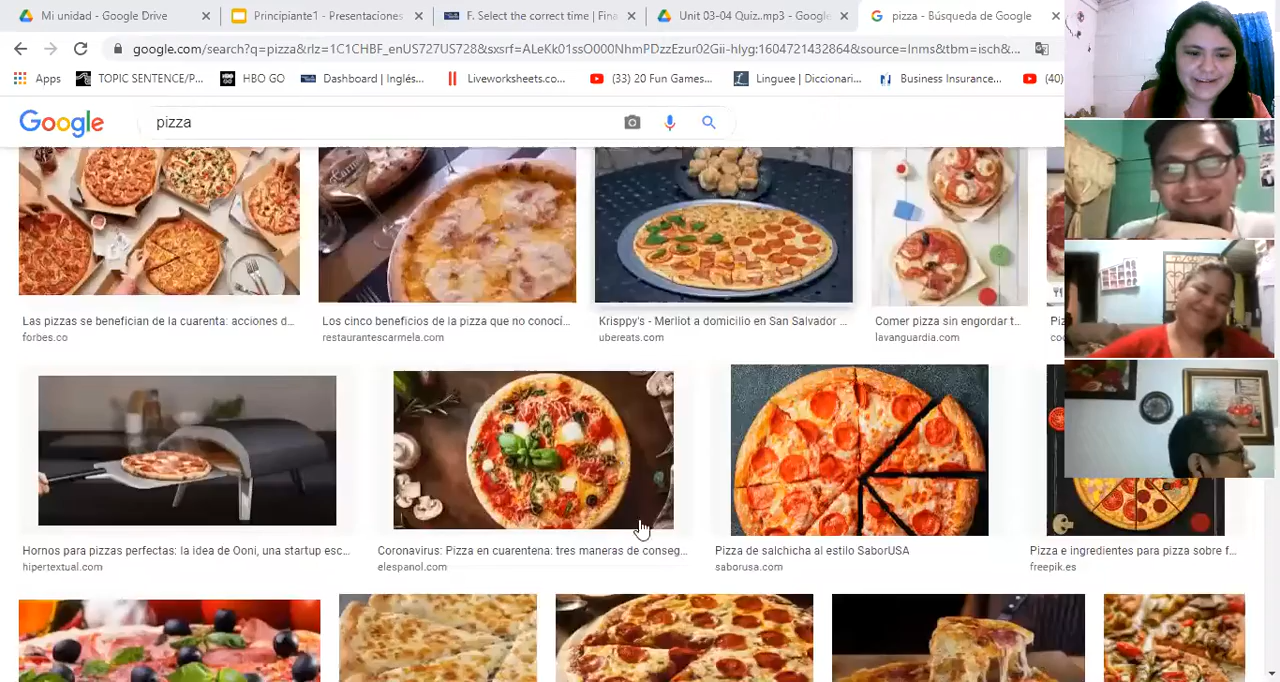 Mi unidad - Google Drive
Principiante1 - Presentaciones
F. Select the correct time | Fina
Unit 03-04 Quiz..mp3 - Google
pizza - Búsqueda de Google
google.com/search?q=pizza&rlz=1C1CHBF_enUS727US728&sxsrf=ALeKk01ssO000NhmPDzzEzur02Gii-hlyg:1604721432864&source=lnms&tbm=isch&...
Apps
TOPIC SENTENCE/P...
HBO GO
Dashboard | Inglés...
Liveworksheets.co...
(33) 20 Fun Games...
Linguee | Diccionari...
Business Insurance...
(40)
Google
pizza
Las pizzas se benefician de la cuarenta: acciones d...
forbes.co
Los cinco beneficios de la pizza que no conocí...
restaurantescarmela.com
Krisppy's - Merliot a domicilio en San Salvador ...
ubereats.com
Comer pizza sin engordar t...
lavanguardia.com
Piz
coc
Hornos para pizzas perfectas: la idea de Ooni, una startup esc...
hipertextual.com
Coronavirus: Pizza en cuarentena: tres maneras de conseg...
elespanol.com
Pizza de salchicha al estilo SaborUSA
saborusa.com
Pizza e ingredientes para pizza sobre f...
freepik.es